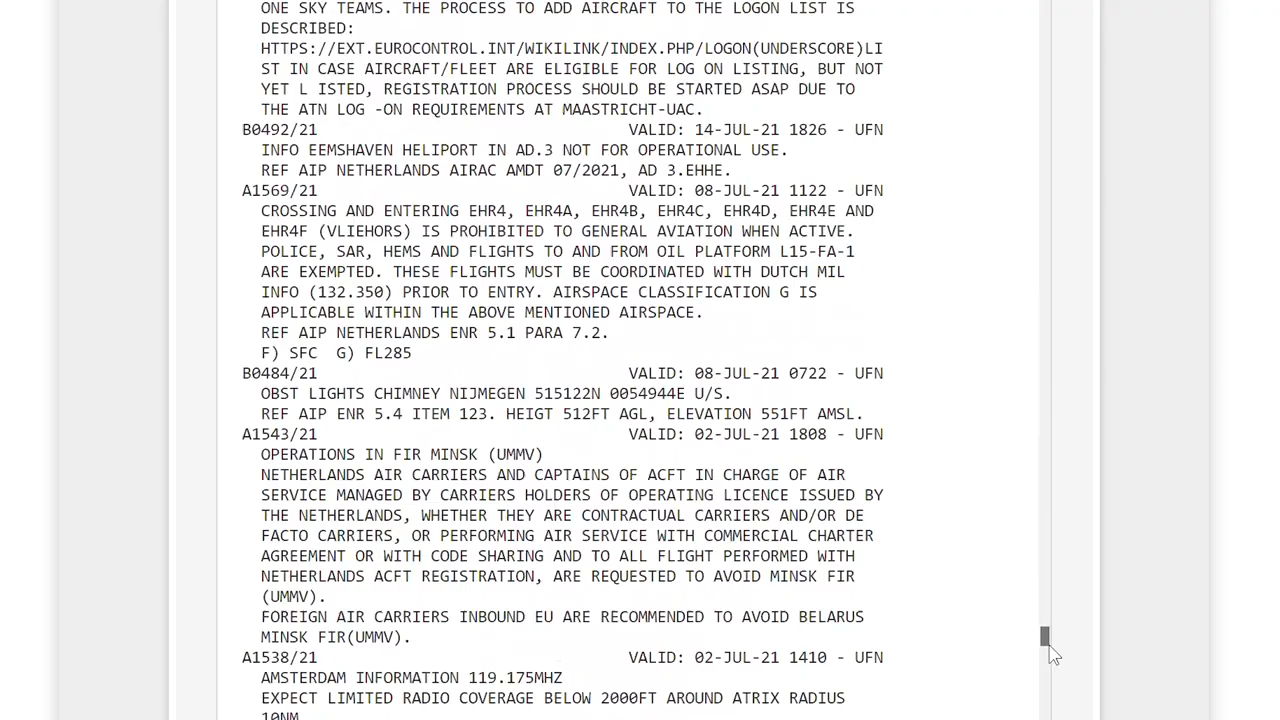 ONE SKY TEAMS. THE PROCESS TO ADD AIRCRAFT TO THE LOGON LIST IS
DESCRIBED:
HTTPS://EXT.EUROCONTROL.INT/WIKILINK/INDEX.PHP/LOGON(UNDERSCORE)LI
ST IN CASE AIRCRAFT/FLEET ARE ELIGIBLE FOR LOG ON LISTING, BUT NOT
YET L ISTED, REGISTRATION PROCESS SHOULD BE STARTED ASAP DUE TO
THE ATN LOG -ON REQUIREMENTS AT MAASTRICHT-UAC.
B0492/21 VALID: 14-JUL-21 1826 - UFN
INFO EEMSHAVEN HELIPORT IN AD.3 NOT FOR OPERATIONAL USE.
REF AIP NETHERLANDS AIRAC AMDT 07/2021, AD 3.EHHE.
A1569/21 VALID: 08-JUL-21 1122 - UFN
CROSSING AND ENTERING EHR4, EHR4A, EHR4B, EHR4C, EHR4D, EHR4E AND
EHR4F (VLIEHORS) IS PROHIBITED TO GENERAL AVIATION WHEN ACTIVE.
POLICE, SAR, HEMS AND FLIGHTS TO AND FROM OIL PLATFORM L15-FA-1
ARE EXEMPTED. THESE FLIGHTS MUST BE COORDINATED WITH DUTCH MIL
INFO (132.350) PRIOR TO ENTRY. AIRSPACE CLASSIFICATION G IS
APPLICABLE WITHIN THE ABOVE MENTIONED AIRSPACE.
REF AIP NETHERLANDS ENR 5.1 PARA 7.2.
F) SFC G) FL285
B0484/21 VALID: 08-JUL-21 0722 - UFN
OBST LIGHTS CHIMNEY NIJMEGEN 515122N 0054944E U/S.
REF AIP ENR 5.4 ITEM 123. HEIGT 512FT AGL, ELEVATION 551FT AMSL.
A1543/21 VALID: 02-JUL-21 1808 - UFN
OPERATIONS IN FIR MINSK (UMMV)
NETHERLANDS AIR CARRIERS AND CAPTAINS OF ACFT IN CHARGE OF AIR
SERVICE MANAGED BY CARRIERS HOLDERS OF OPERATING LICENCE ISSUED BY
THE NETHERLANDS, WHETHER THEY ARE CONTRACTUAL CARRIERS AND/OR DE
FACTO CARRIERS, OR PERFORMING AIR SERVICE WITH COMMERCIAL CHARTER
AGREEMENT OR WITH CODE SHARING AND TO ALL FLIGHT PERFORMED WITH
NETHERLANDS ACFT REGISTRATION, ARE REQUESTED TO AVOID MINSK FIR
(UMMV).
FOREIGN AIR CARRIERS INBOUND EU ARE RECOMMENDED TO AVOID BELARUS
MINSK FIR(UMMV).
A1538/21 VALID: 02-JUL-21 1410 - UFN
AMSTERDAM INFORMATION 119.175MHZ
EXPECT LIMITED RADIO COVERAGE BELOW 2000FT AROUND ATRIX RADIUS
10NM